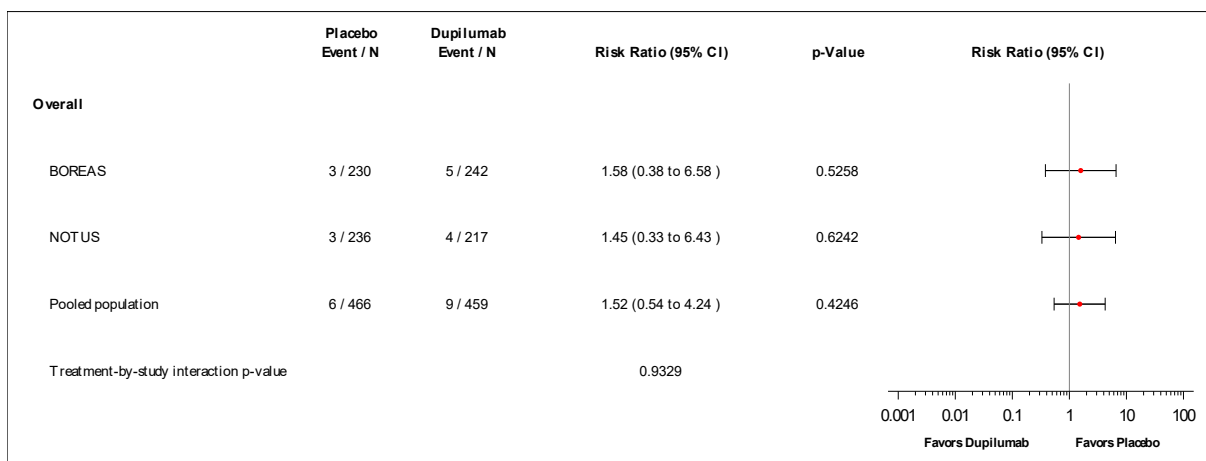 Placebo Dupilumab
Event / N Event / N Risk Ratio (95% CI) p-Value Risk Ratio (95% CI)
Overall
BOREAS 3 / 230 5 / 242 1.58 (0.38 to 6.58 ) 0.5258
NOTUS 3 / 236 4 / 217 1.45 (0.33 to 6.43 ) 0.6242
Pooled population 6 / 466 9 / 459 1.52 (0.54 to 4.24 ) 0.4246
Treatment-by-study interaction p-value 0.9329
0.001 0.01 0.1 1 10 100
Favors Dupilumab Favors Placebo